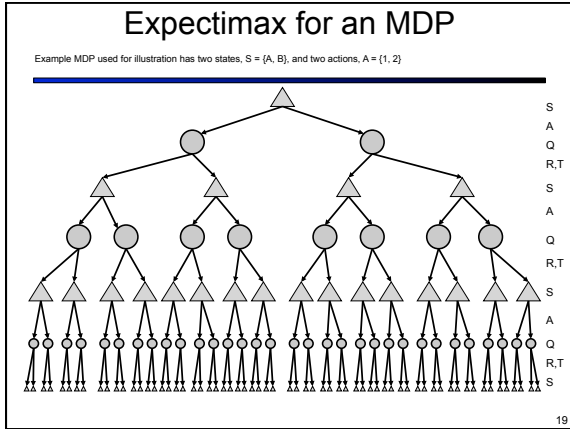 Expectimax for an MDP
Example MDP used for illustration has two states, S = {A, B}, and two actions, A = {1, 2}
S
A
Q
R,T
S
A
Q
R,T
S
A
Q
R,T
S
19